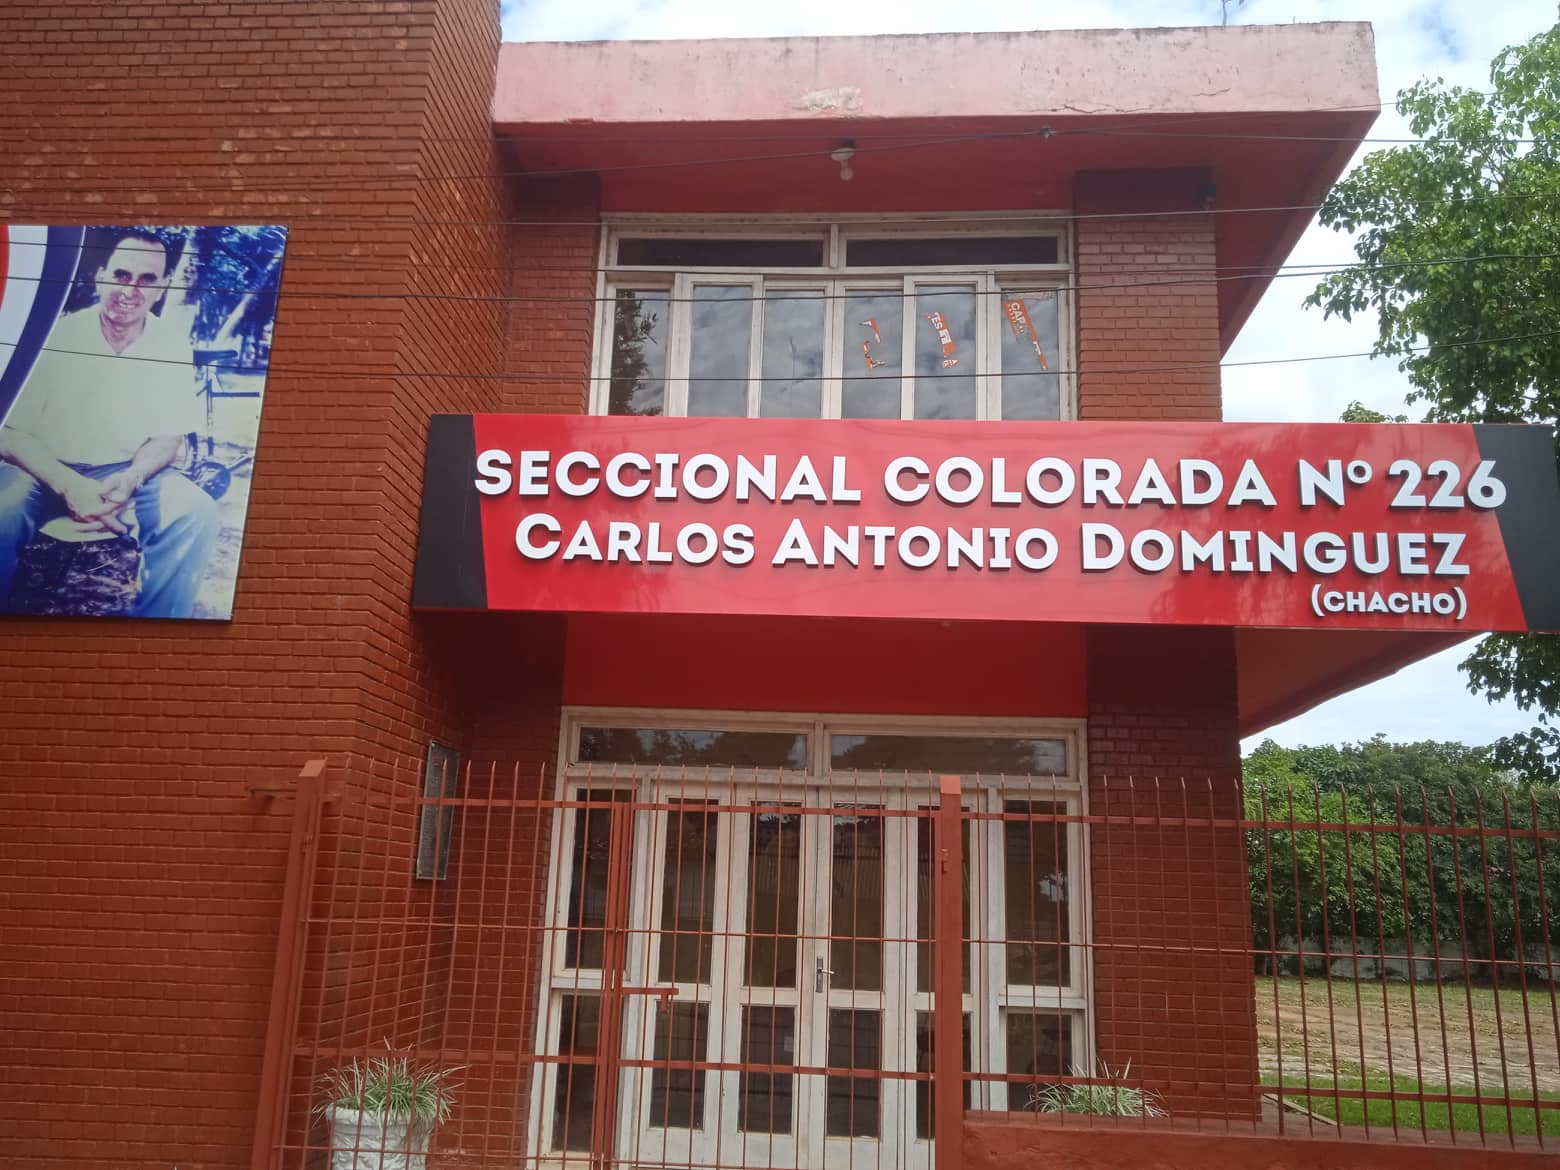 SECCIONAL COLORADA Nº 226
CARLOS ANTONIO DOMINGUEZ
(CHACHO)